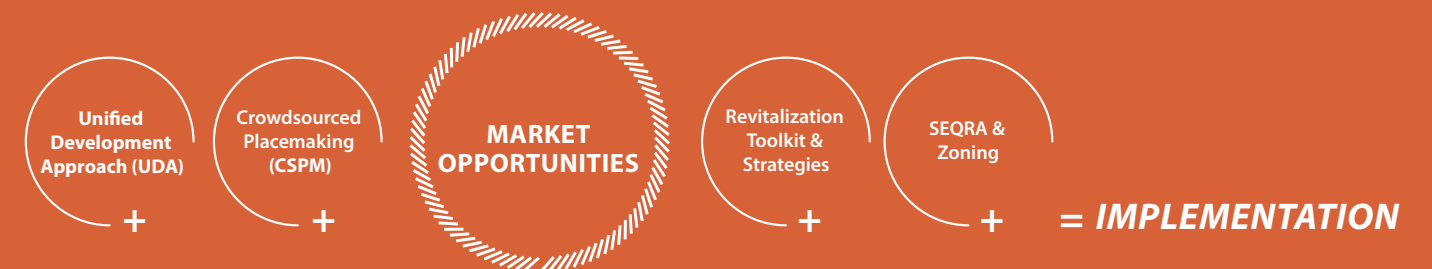 Unified
Development
Approach (UDA)
+
Crowdsourced
Placemaking
(CSPM)
+
MARKET
OPPORTUNITIES
Revitalization
Toolkit &
Strategies
+
SEQRA &
Zoning
+
= IMPLEMENTATION